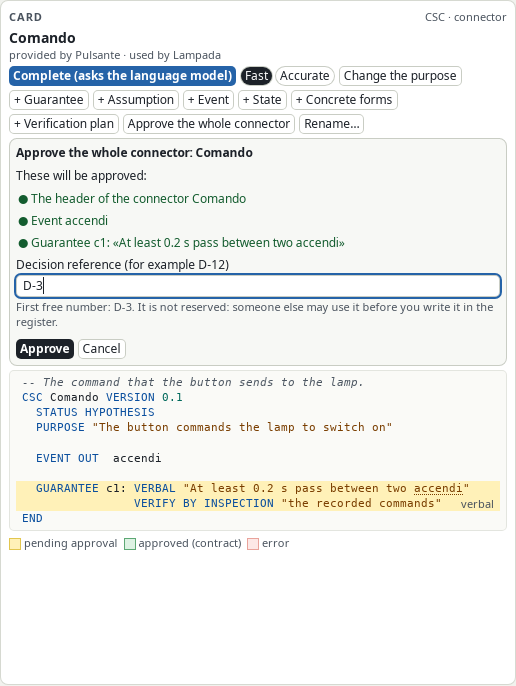 CARD
CSC · connector
Comando
provided by Pulsante · used by Lampada
Complete (asks the language model) Fast Accurate Change the purpose
+ Guarantee + Assumption + Event + State + Concrete forms
+ Verification plan Approve the whole connector Rename...
Approve the whole connector: Comando
These will be approved:
● The header of the connector Comando
● Event accendi
● Guarantee c1: «At least 0.2 s pass between two accendi»
Decision reference (for example D-12)
D-3
First free number: D-3. It is not reserved: someone else may use it before you write it in the
register.
Approve Cancel
-- The command that the button sends to the lamp.
CSC Comando VERSION 0.1
STATUS HYPOTHESIS
PURPOSE "The button commands the lamp to switch on"
EVENT OUT accendi
GUARANTEE c1: VERBAL "At least 0.2 s pass between two accendi"
VERIFY BY INSPECTION "the recorded commands" verbal
END
pending approval approved (contract) error